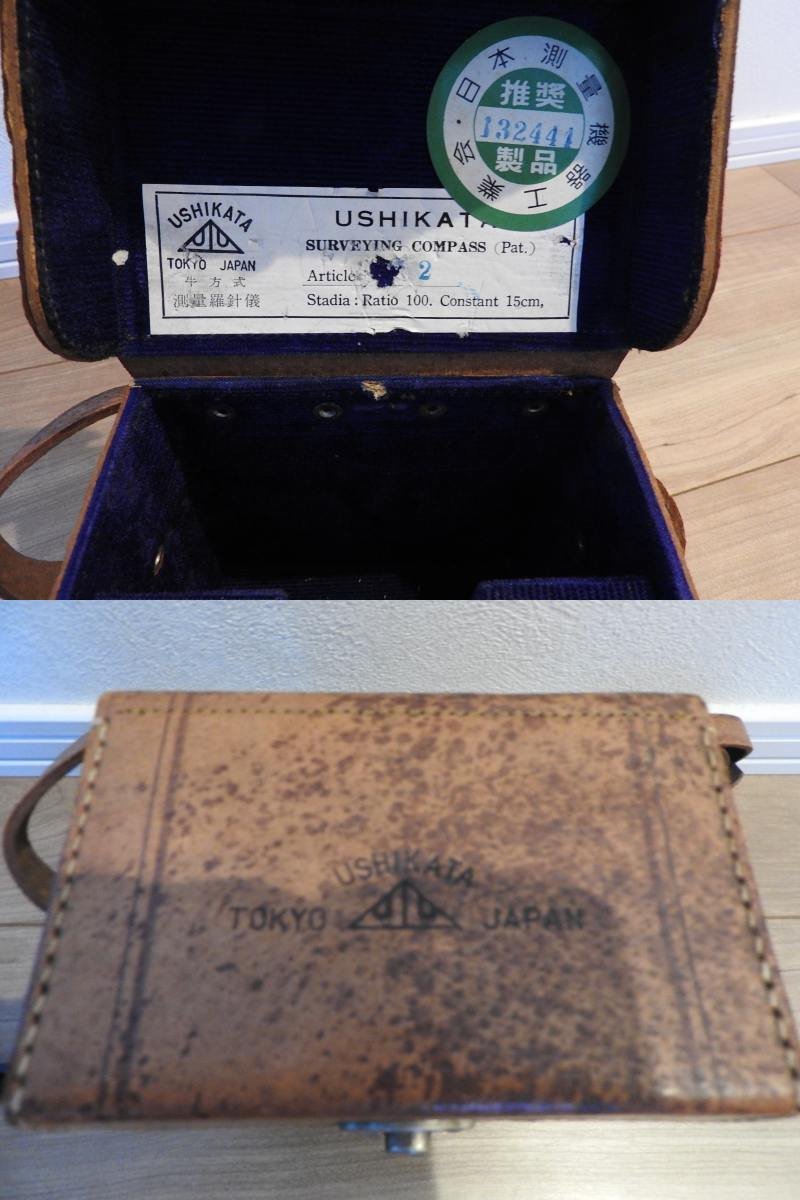 日本測量機器工業会・
推奨
132444
製品
USHIKATA
TOKYO JAPAN
牛方式
測量羅針儀
USHIKATA
SURVEYING COMPASS (Pat.)
Article 2
Stadia: Ratio 100. Constant 15cm,
USHIKATA
TOKYO JAPAN